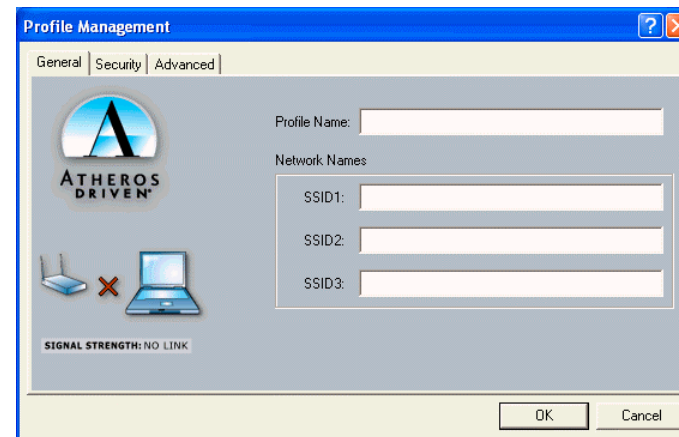 Profile Management
General Security Advanced
ATHEROS
DRIVEN
Profile Name:
Network Names
SSID1:
SSID2:
SSID3:
SIGNAL STRENGTH: NO LINK
OK Cancel